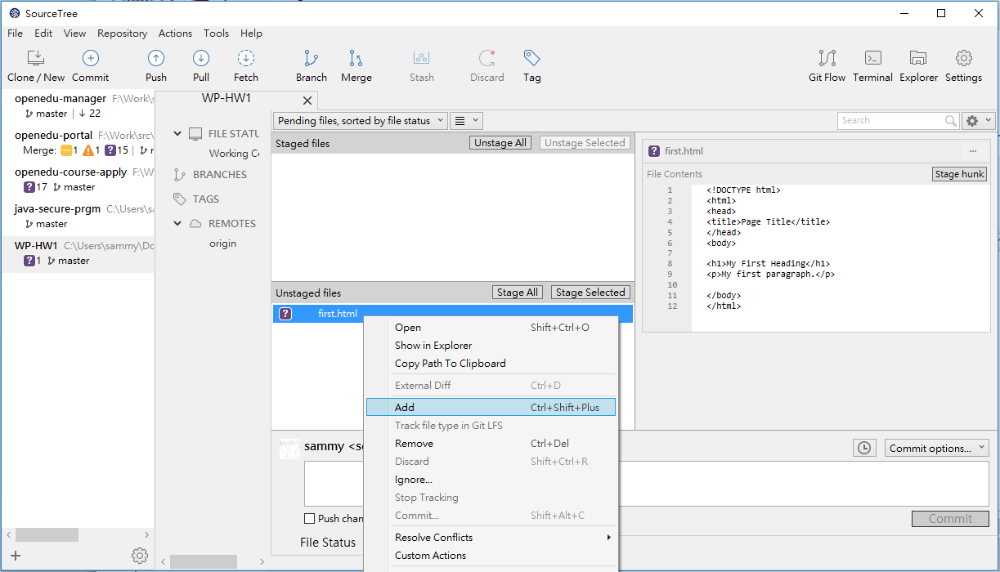 SourceTree
File Edit View Repository Actions Tools Help
Clone / New Commit Push Pull Fetch Branch Merge Stash Discard Tag Git Flow Terminal Explorer Settings
openedu-manager F:\Work\s
master 22
openedu-portal F:\Work\src\
Merge: 1 1 ? 15
openedu-course-apply F:\W
? 17 master
java-secure-prgm C:\Users\sa
master
WP-HW1 C:\Users\sammy\Do
? 1 master
WP-HW1
FILE STATU
Working Co
BRANCHES
TAGS
REMOTES
origin
Pending files, sorted by file status
Search
Staged files Unstage All Unstage Selected
Unstaged files Stage All Stage Selected
? first.html
? first.html ...
File Contents Stage hunk
1 <!DOCTYPE html>
2 <html>
3 <head>
4 <title>Page Title</title>
5 </head>
6 <body>
7
8 <h1>My First Heading</h1>
9 <p>My first paragraph.</p>
10
11 </body>
12 </html>
Open Shift+Ctrl+O
Show in Explorer
Copy Path To Clipboard
External Diff Ctrl+D
Add Ctrl+Shift+Plus
Track file type in Git LFS
Remove Ctrl+Del
Discard Shift+Ctrl+R
Ignore...
Stop Tracking
Commit... Shift+Alt+C
Resolve Conflicts
Custom Actions
sammy <s
Commit options...
Push chan
Commit
File Status